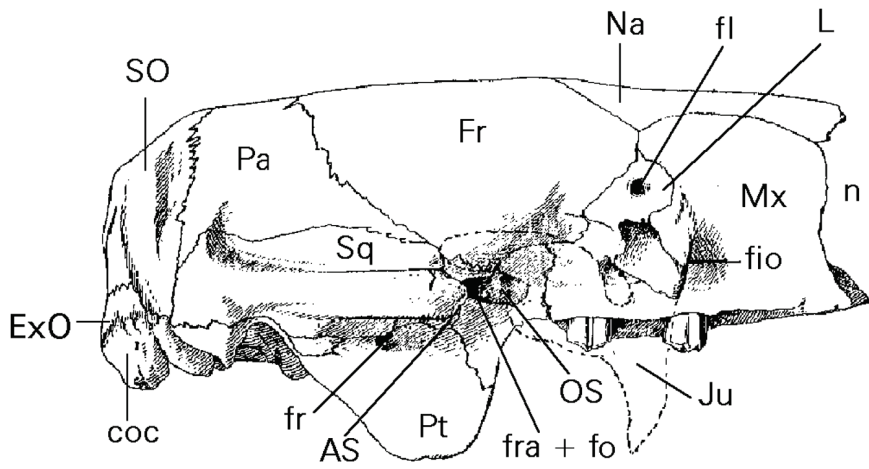 Na fl L
SO
Fr
Pa
Mx n
Sq
fio
ExO
OS Ju
fr
coc AS Pt fra + fo